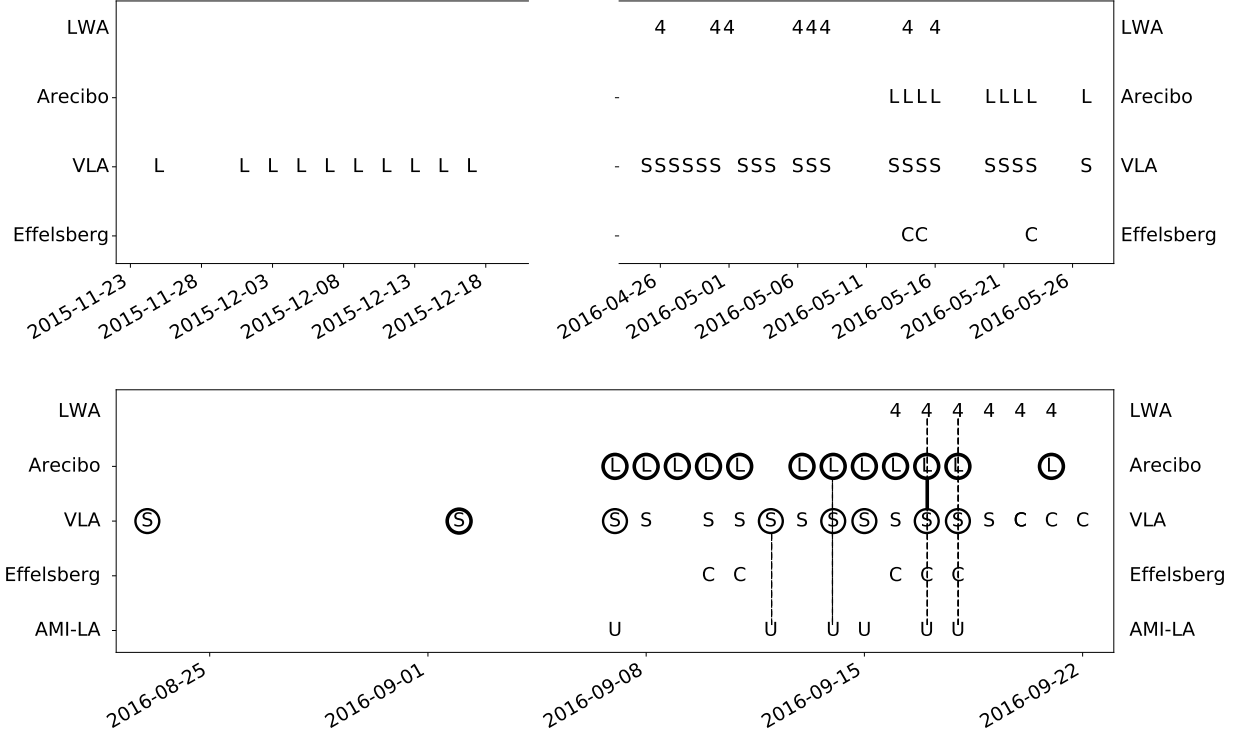 LWA 4 44 444 4 4 LWA
Arecibo LLLL LLLL L Arecibo
VLA L L L L L L L L L L SSSSSS SSS SSS SSSS SSSS S VLA
Effelsberg CC C Effelsberg
2015-11-23 2015-11-28 2015-12-03 2015-12-08 2015-12-13 2015-12-18 2016-04-26 2016-05-01 2016-05-06 2016-05-11 2016-05-16 2016-05-21 2016-05-26
LWA 4 4 4 4 4 4 LWA
Arecibo L L L L L L L L L L L L Arecibo
VLA S S S S S S S S S S S S S S S C C C VLA
Effelsberg C C C C C Effelsberg
AMI-LA U U U U U U AMI-LA
2016-08-25 2016-09-01 2016-09-08 2016-09-15 2016-09-22